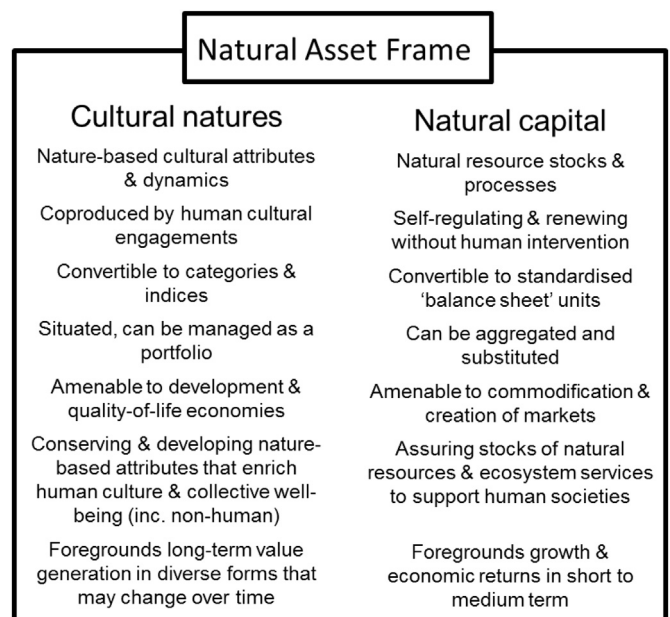 Natural Asset Frame
Cultural natures
Nature-based cultural attributes
& dynamics
Coproduced by human cultural
engagements
Convertible to categories &
indices
Situated, can be managed as a
portfolio
Amenable to development &
quality-of-life economies
Conserving & developing nature-
based attributes that enrich
human culture & collective well-
being (inc. non-human)
Foregrounds long-term value
generation in diverse forms that
may change over time
Natural capital
Natural resource stocks &
processes
Self-regulating & renewing
without human intervention
Convertible to standardised
‘balance sheet’ units
Can be aggregated and
substituted
Amenable to commodification &
creation of markets
Assuring stocks of natural
resources & ecosystem services
to support human societies
Foregrounds growth &
economic returns in short to
medium term